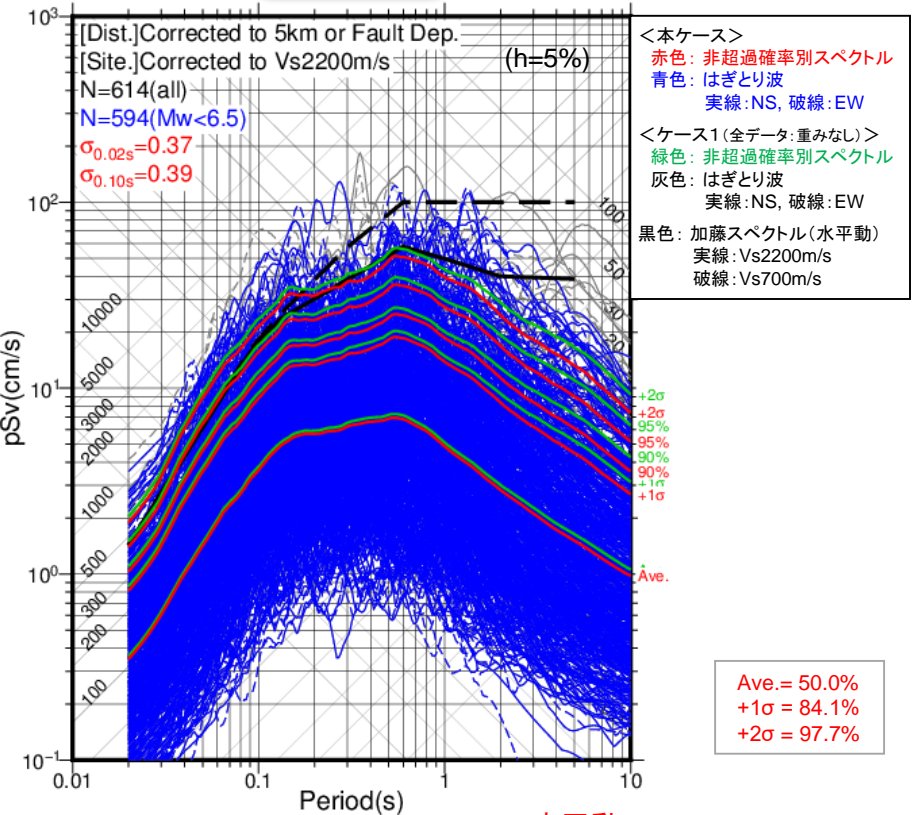 [Dist.]Corrected to 5km or Fault Dep.
[Site.]Corrected to Vs2200m/s
N=614(all)
N=594(Mw<6.5)
σ0.02s=0.37
σ0.10s=0.39
(h=5%)
pSv(cm/s)
10³
10²
10¹
10⁰
10⁻¹
10000
5000
3000
2000
1000
500
300
200
100
100
50
30
20
+2σ
+2σ
95%
95%
90%
90%
+1σ
+1σ
Ave.
0.01
0.1
1
10
Period(s)
<本ケース>
赤色: 非超過確率別スペクトル
青色: はぎとり波
実線:NS, 破線:EW
<ケース1(全データ:重みなし)>
緑色: 非超過確率別スペクトル
灰色: はぎとり波
実線:NS, 破線:EW
黒色: 加藤スペクトル(水平動)
実線:Vs2200m/s
破線:Vs700m/s
Ave.= 50.0%
+1σ = 84.1%
+2σ = 97.7%